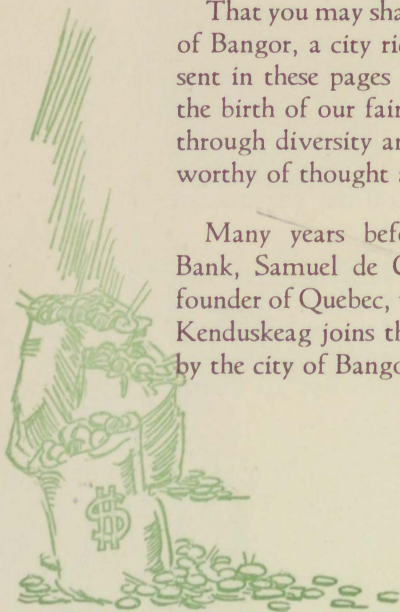 That you may sha
of Bangor, a city ri
sent in these pages
the birth of our fair
through diversity a
worthy of thought
Many years bef
Bank, Samuel de C
founder of Quebec,
Kenduskeag joins th
by the city of Bango
$